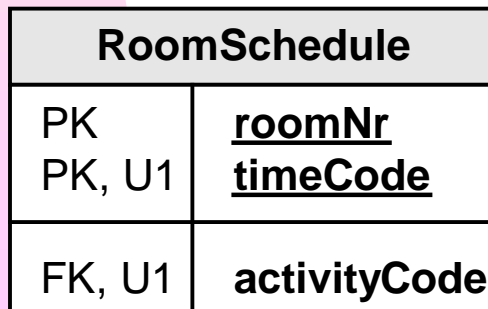 RoomSchedule
PK roomNr
PK, U1 timeCode
FK, U1 activityCode